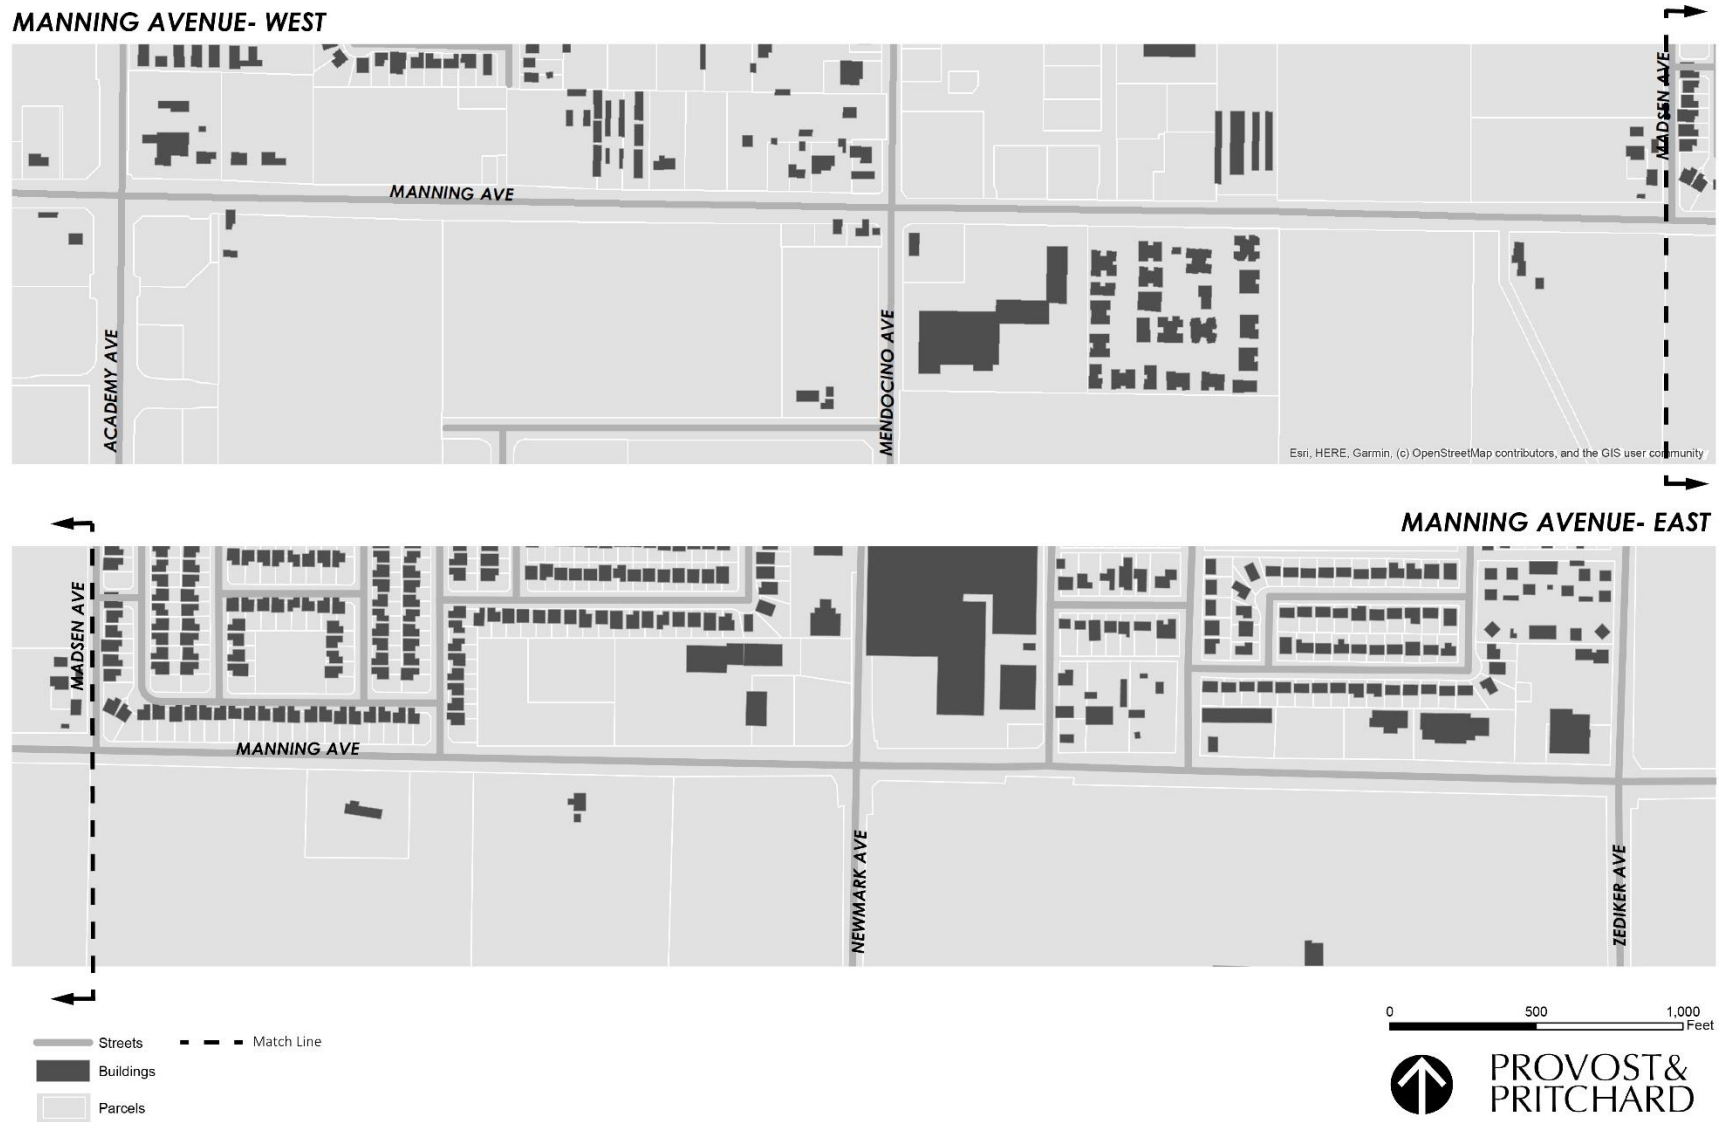 MANNING AVENUE- WEST
MADSEN AVE
MANNING AVE
ACADEMY AVE
MENDOCINO AVE
Esri, HERE, Garmin, (c) OpenStreetMap contributors, and the GIS user community
MANNING AVENUE- EAST
MADSEN AVE
MANNING AVE
NEWMARK AVE
ZEDIKER AVE
0 500 1,000
Feet
Streets Match Line
Buildings
Parcels
PROVOST&
PRITCHARD